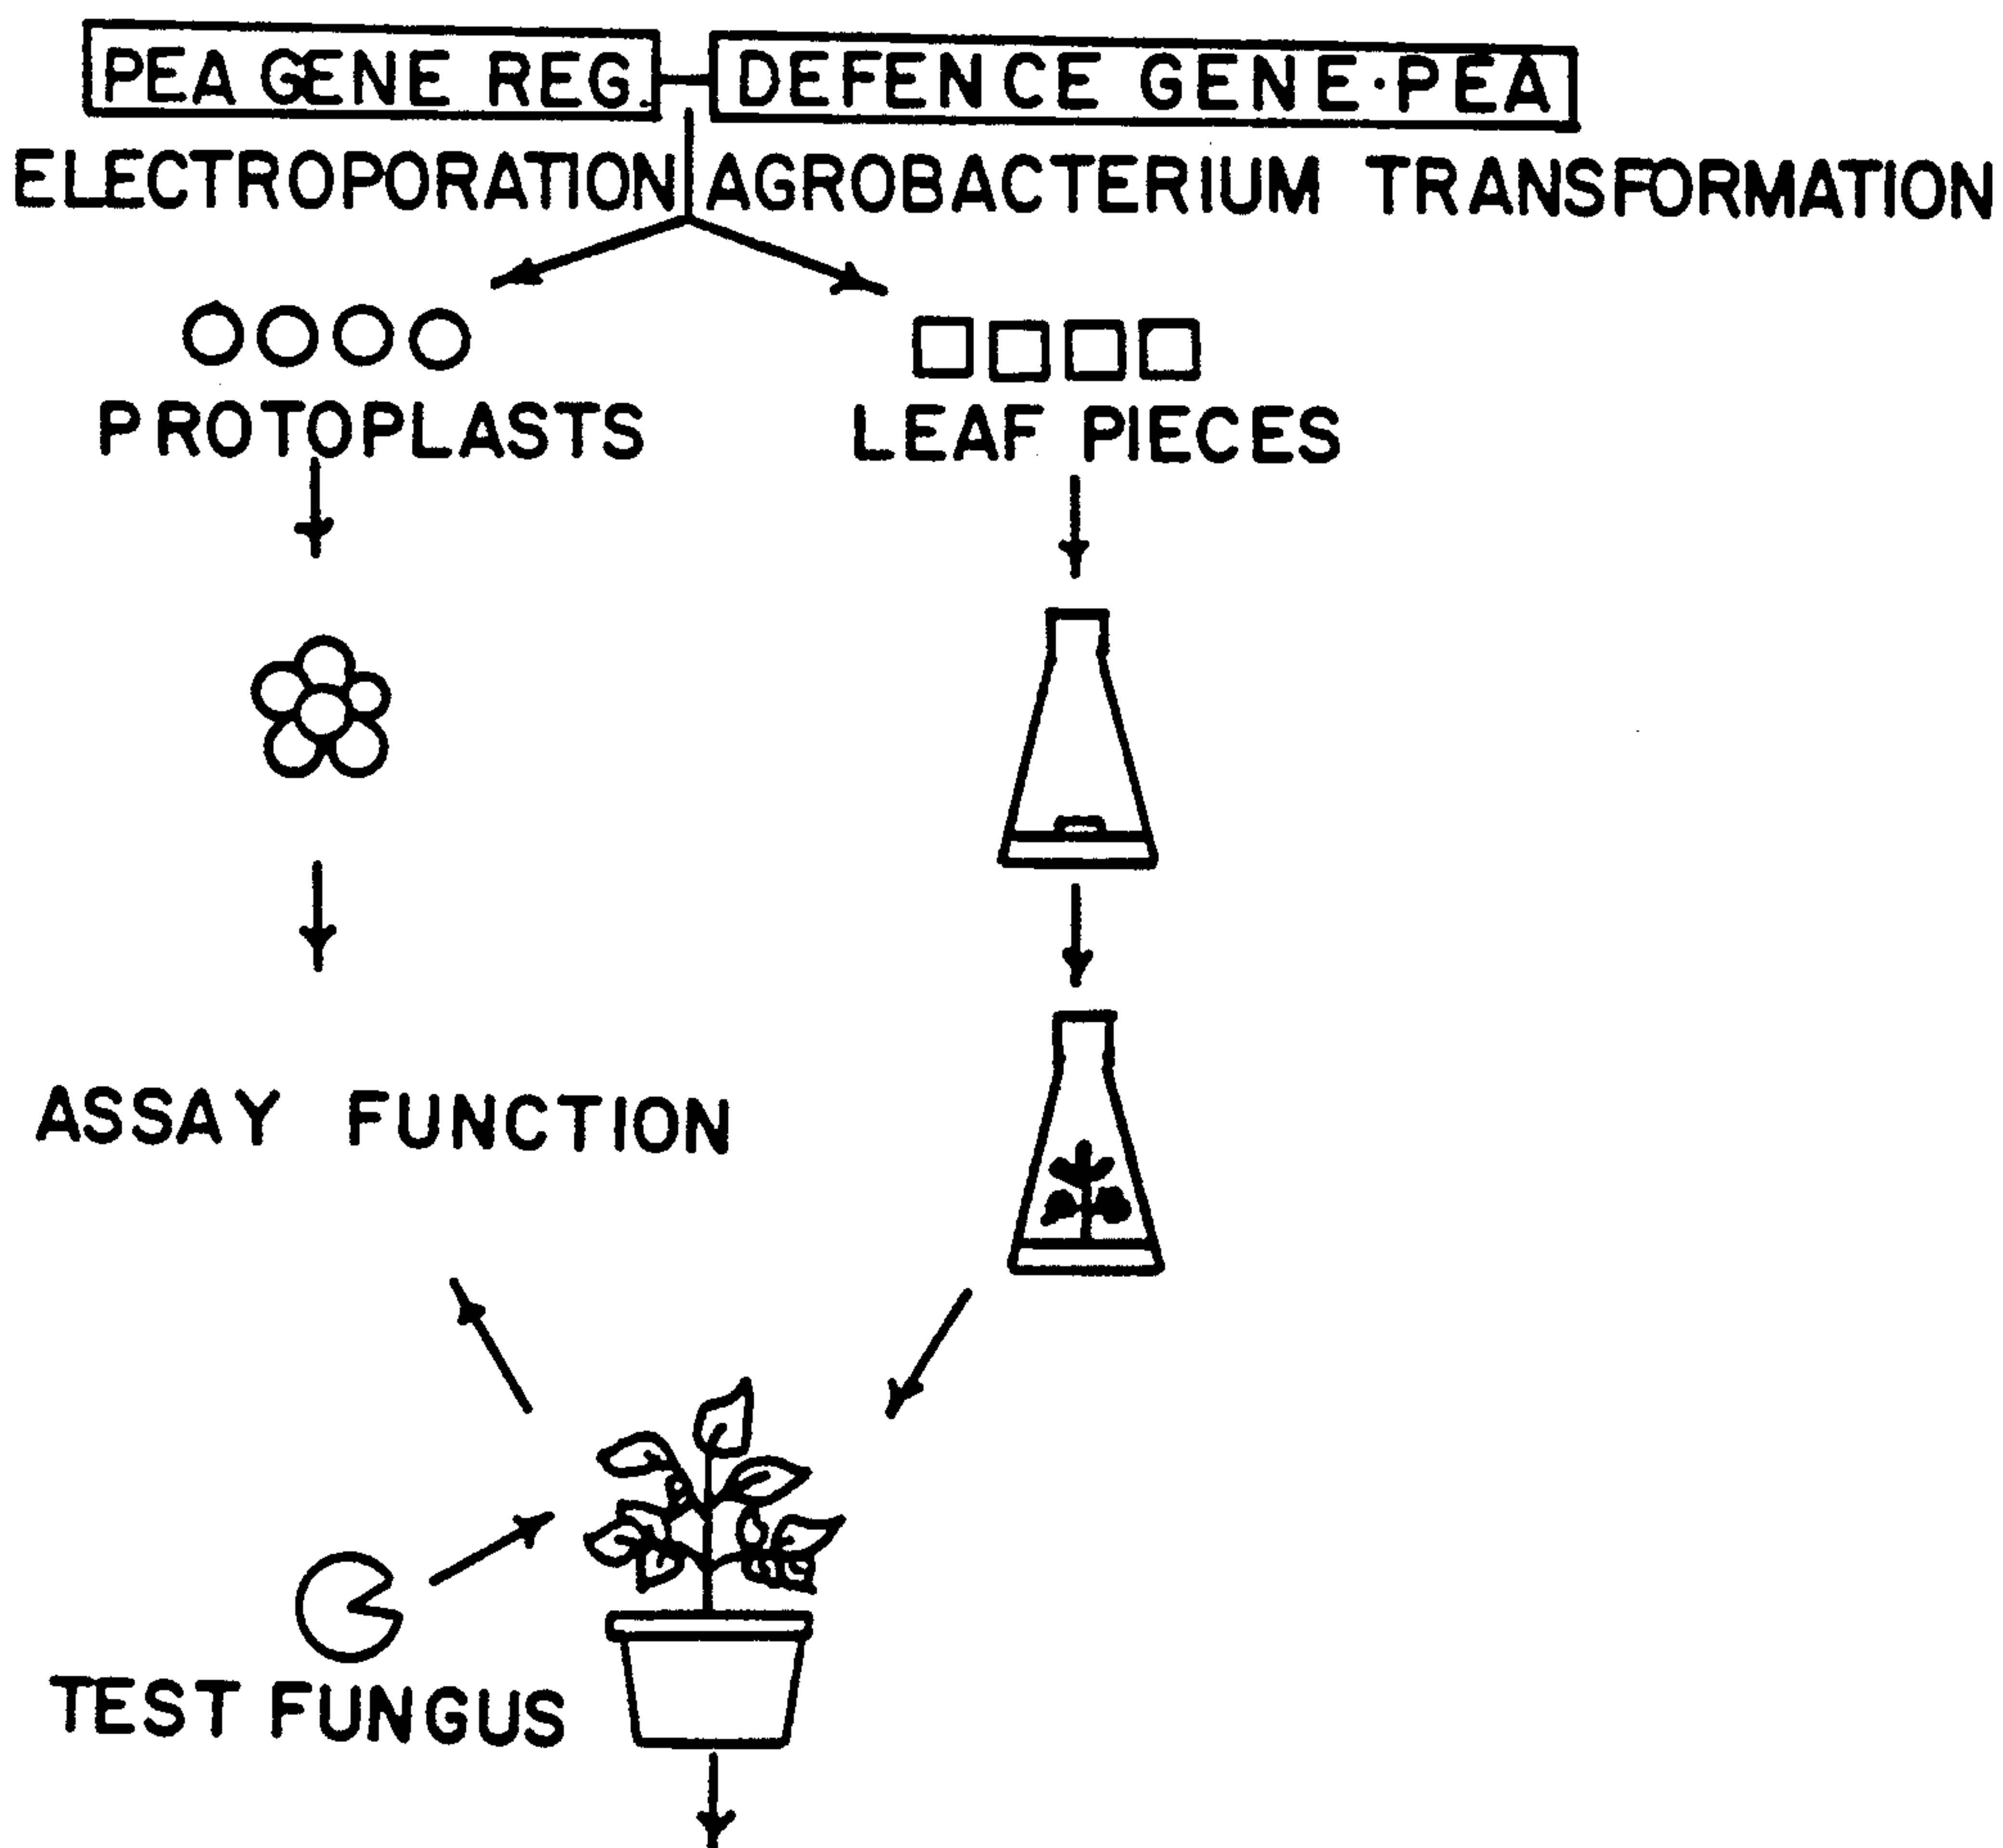 PEA GENE REG. DEFENCE GENE·PEA
ELECTROPORATION AGROBACTERIUM TRANSFORMATION
PROTOPLASTS LEAF PIECES
ASSAY FUNCTION
TEST FUNGUS